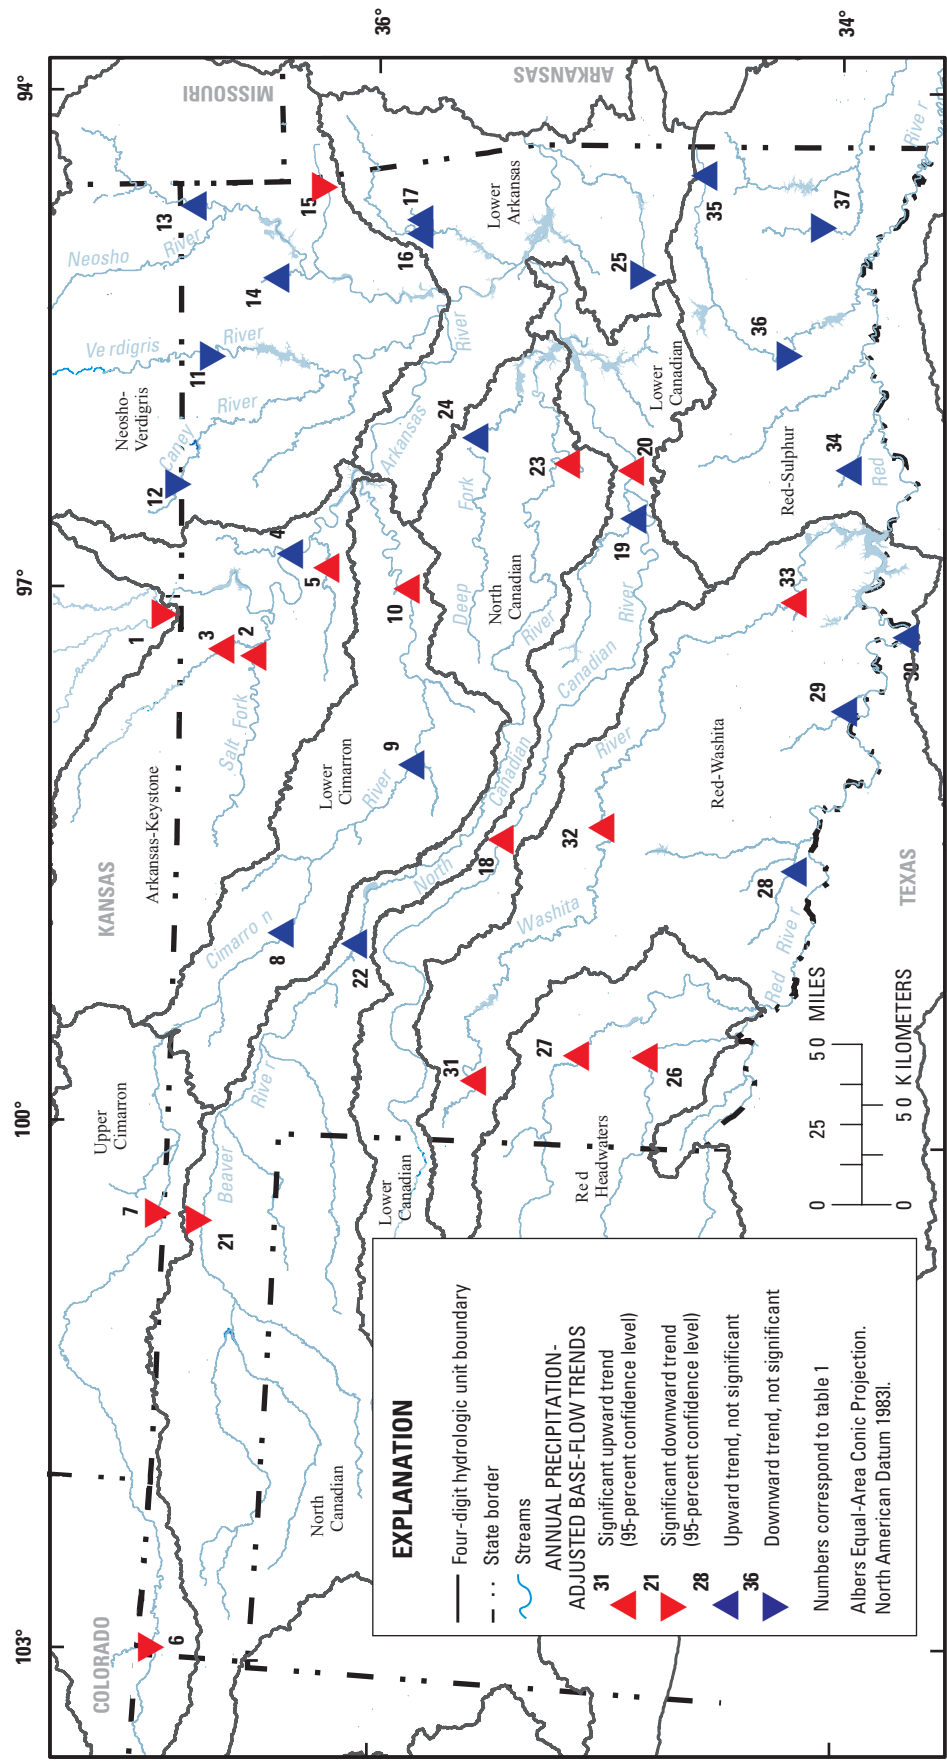 103°
100°
97°
94°
36°
34°
COLORADO
KANSAS
MISSOURI
ARKANSAS
TEXAS
Upper
Cimarron
Arkansas-Keystone
Neosho-
Verdigris
Lower
Cimarron
North
Canadian
North
Canadian
Lower
Canadian
Lower
Canadian
Lower
Arkansas
Red
Headwaters
Red-Washita
Red-Sulphur
Neosho
River
Verdigris
River
Caney
River
Salt Fork
Arkansas
River
Cimarron
River
Beaver
River
North
Canadian
River
Deep
Fork
Canadian
River
Washita
River
Red River
Red
River
1
2
3
4
5
6
7
8
9
10
11
12
13
14
15
16
17
18
19
20
21
22
23
24
25
26
27
28
29
30
31
32
33
34
35
36
37
EXPLANATION
Four-digit hydrologic unit boundary
State border
Streams
ANNUAL PRECIPITATION-
ADJUSTED BASE-FLOW TRENDS
31 Significant upward trend
(95-percent confidence level)
21 Significant downward trend
(95-percent confidence level)
28 Upward trend, not significant
36 Downward trend, not significant
Numbers correspond to table 1
Albers Equal-Area Conic Projection.
North American Datum 1983l.
0 25 50 MILES
0 50 KILOMETERS